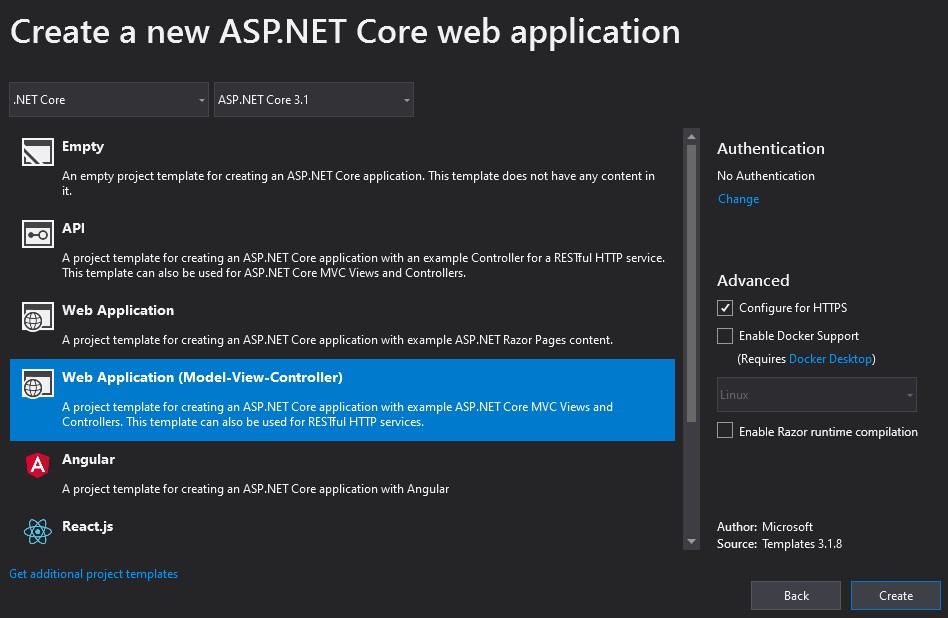 Create a new ASP.NET Core web application
.NET Core
ASP.NET Core 3.1
Empty
An empty project template for creating an ASP.NET Core application. This template does not have any content in
it.
API
A project template for creating an ASP.NET Core application with an example Controller for a RESTful HTTP service.
This template can also be used for ASP.NET Core MVC Views and Controllers.
Web Application
A project template for creating an ASP.NET Core application with example ASP.NET Razor Pages content.
Web Application (Model-View-Controller)
A project template for creating an ASP.NET Core application with example ASP.NET Core MVC Views and
Controllers. This template can also be used for RESTful HTTP services.
Angular
A project template for creating an ASP.NET Core application with Angular
React.js
Get additional project templates
Authentication
No Authentication
Change
Advanced
Configure for HTTPS
Enable Docker Support
(Requires Docker Desktop)
Linux
Enable Razor runtime compilation
Author: Microsoft
Source: Templates 3.1.8
Back
Create